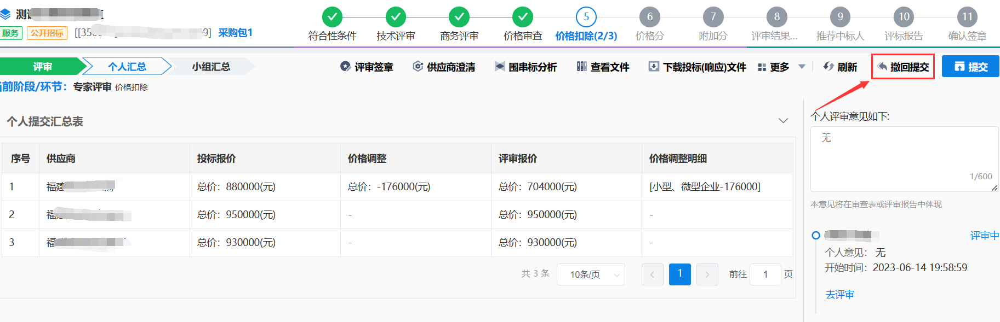 测
5 6 7 8 9 10 11
服务 公开招标 [[350 9] 采购包1
符合性条件 技术评审 商务评审 价格审查 价格扣除(2/3) 价格分 附加分 评审结果... 推荐中标人 评标报告 确认签章
评审 个人汇总 小组汇总 评审签章 供应商澄清 围串标分析 查看文件 下载投标(响应)文件 更多 刷新 撤回提交 提交
当前阶段/环节：专家评审 价格扣除
个人提交汇总表
序号 供应商 投标报价 价格调整 评审报价 价格调整明细
1 福建 总价：880000(元) 总价：-176000(元) 总价：704000(元) [小型、微型企业-176000]
2 福 总价：950000(元) - 总价：950000(元) -
3 福 总价：930000(元) - 总价：930000(元) -
共 3 条 10条/页 1 前往 1 页
个人评审意见如下:
无
1/600
本意见将在审查表或评审报告中体现
评审中
个人意见： 无
开始时间：2023-06-14 19:58:59
去评审